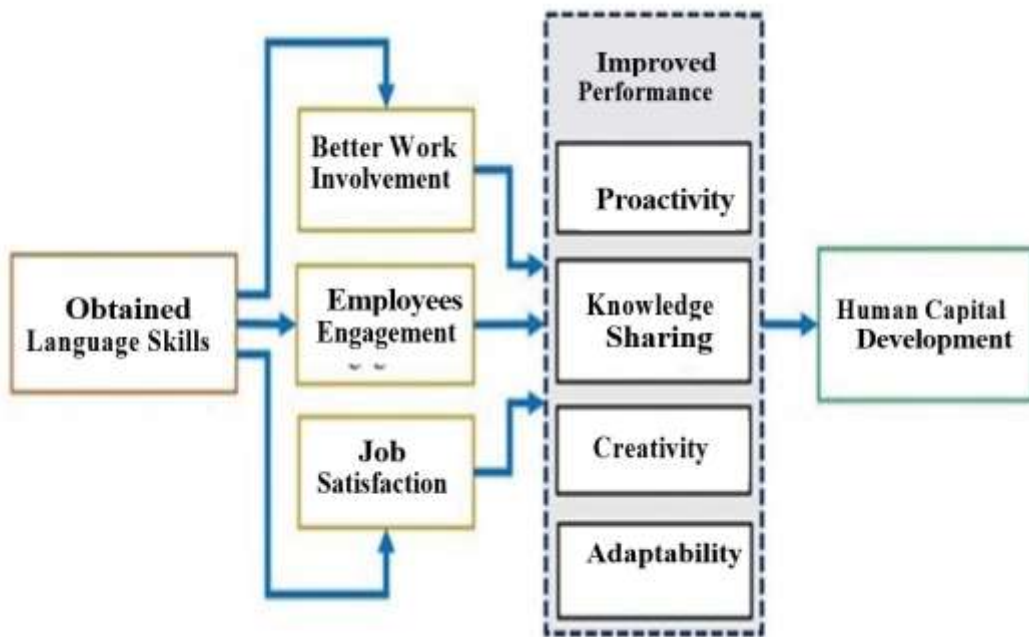 Obtained
Language Skills
Better Work
Involvement
Employees
Engagement
Job
Satisfaction
Improved
Performance
Proactivity
Knowledge
Sharing
Creativity
Adaptability
Human Capital
Development